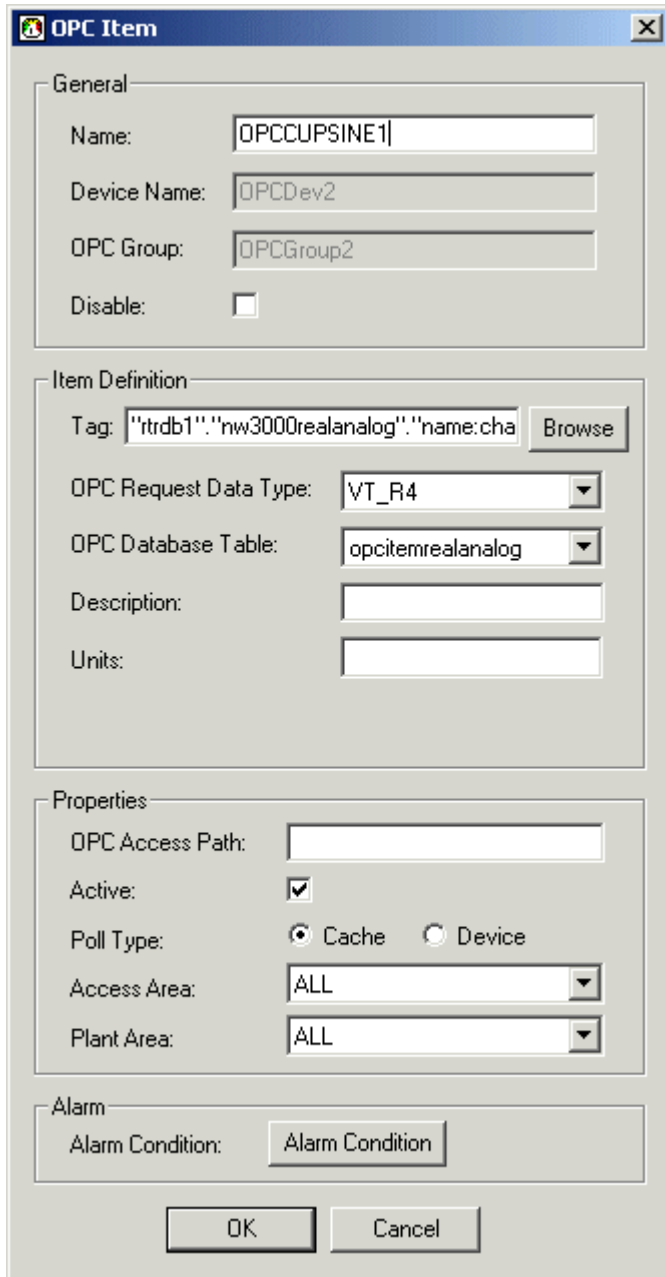 OPC Item
General
Name: OPCCUPSINE1
Device Name: OPCDev2
OPC Group: OPCGroup2
Disable:
Item Definition
Tag: "rtrdb1"."nw3000realanalog"."name:cha Browse
OPC Request Data Type: VT_R4
OPC Database Table: opcitemrealanalog
Description:
Units:
Properties
OPC Access Path:
Active:
Poll Type: Cache Device
Access Area: ALL
Plant Area: ALL
Alarm
Alarm Condition: Alarm Condition
OK Cancel